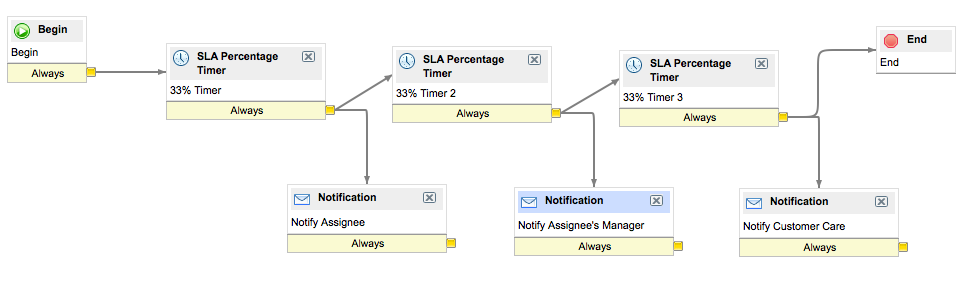 Begin
Begin
Always
SLA Percentage
Timer
33% Timer
Always
SLA Percentage
Timer
33% Timer 2
Always
SLA Percentage
Timer
33% Timer 3
Always
End
End
Notification
Notify Assignee
Always
Notification
Notify Assignee's Manager
Always
Notification
Notify Customer Care
Always